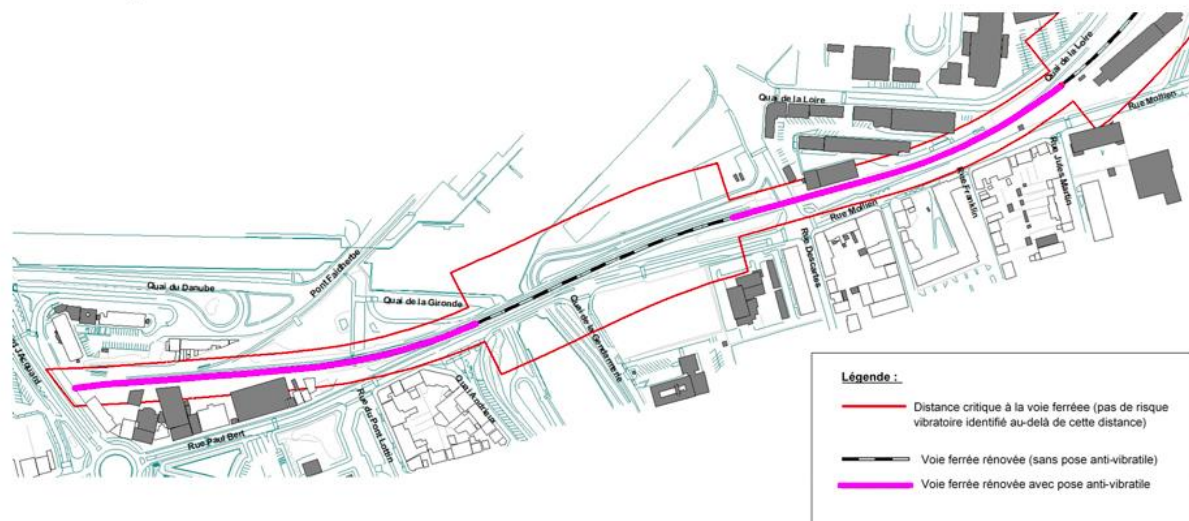 Quai de la Loire
Quai de la Loire
Rue Mollien
Rue Jules Martin
Rue Franklin
Rue Mollien
Rue Descartes
Pont Faidherbe
Quai du Danube
Quai de la Gironde
Quai de la Gendarmerie
Jacquard
Quai Andrieux
Rue du Pont Lottin
Rue Paul Bert
Légende :
Distance critique à la voie ferréee (pas de risque
vibratoire identifié au-delà de cette distance)
Voie ferrée rénovée (sans pose anti-vibratile)
Voie ferrée rénovée avec pose anti-vibratile